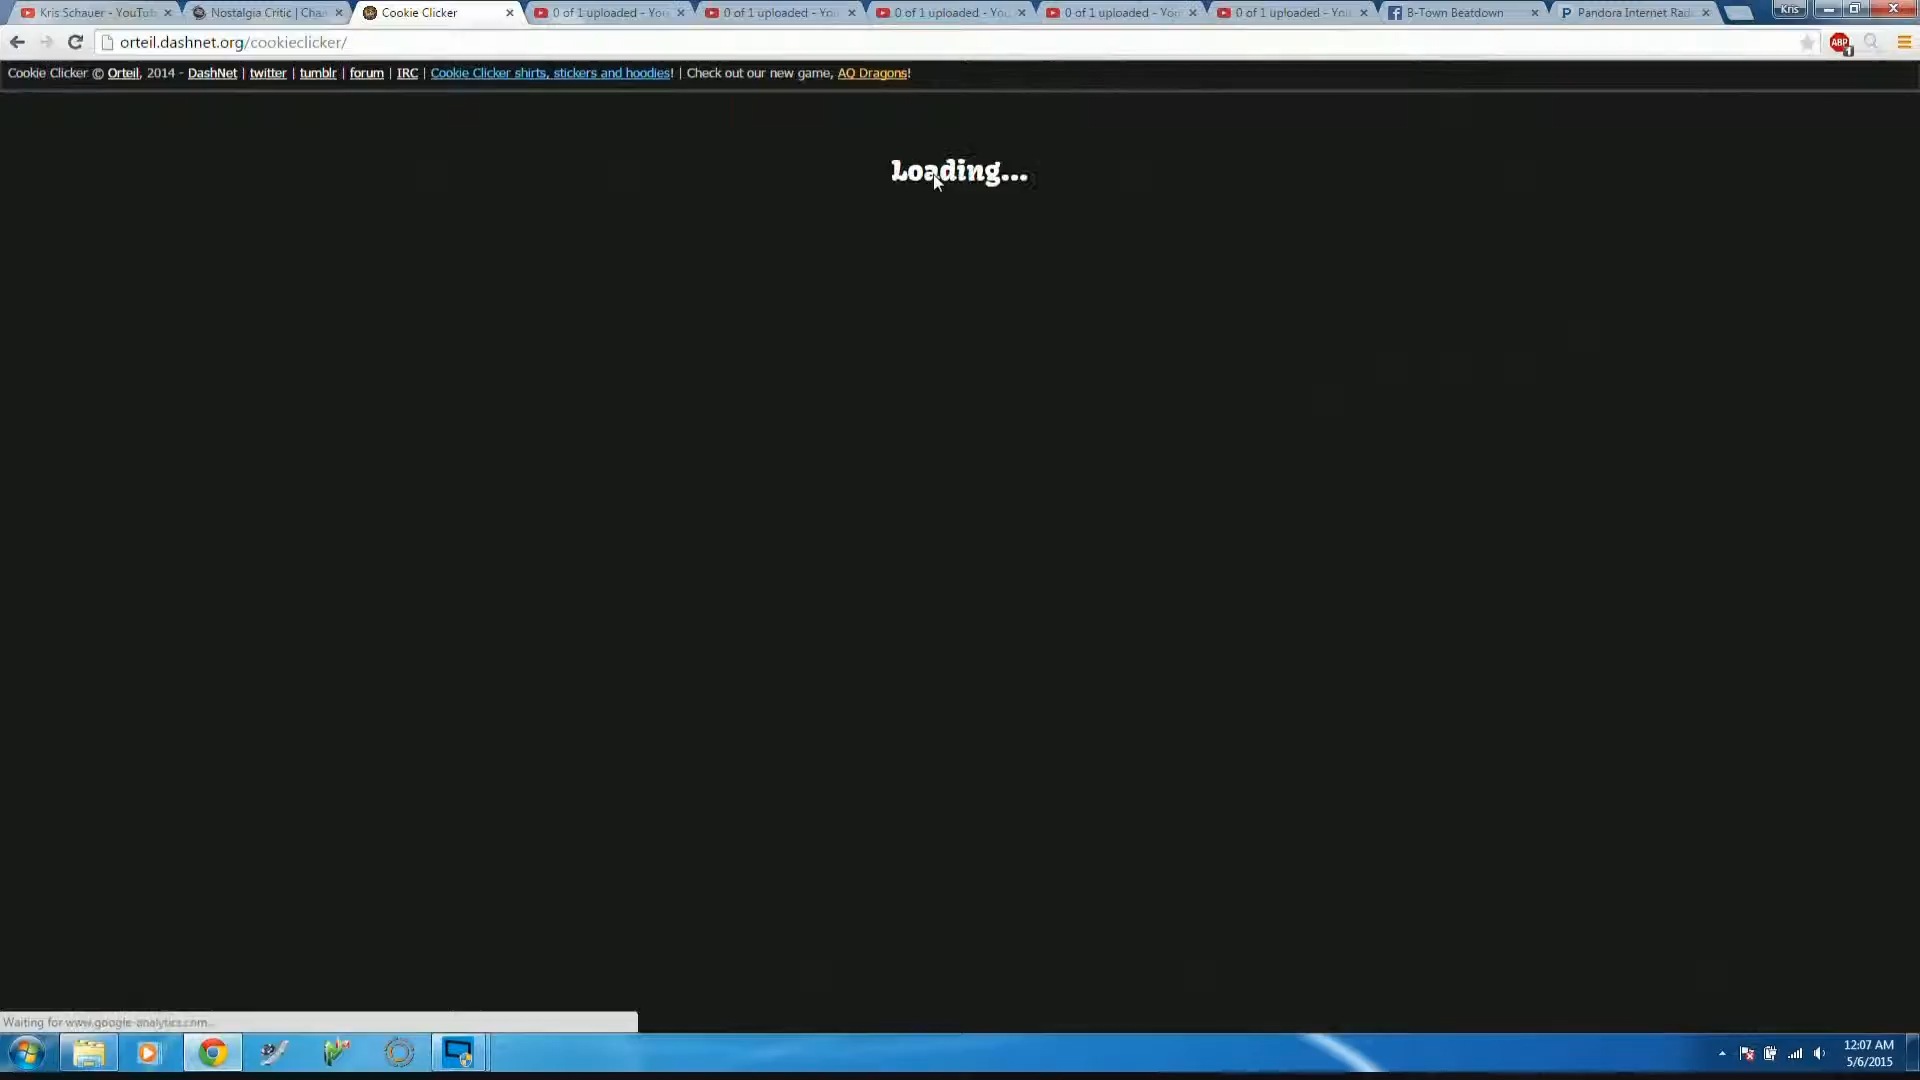 Kris Schauer - YouTub
Nostalgia Critic | Cha
Cookie Clicker
0 of 1 uploaded - You
0 of 1 uploaded - You
0 of 1 uploaded - You
0 of 1 uploaded - You
0 of 1 uploaded - You
B-Town Beatdown
Pandora Internet Rad
Kris
orteil.dashnet.org/cookieclicker/
ABP
1
Cookie Clicker © Orteil, 2014 - DashNet | twitter | tumblr | forum | IRC | Cookie Clicker shirts, stickers and hoodies! | Check out our new game, AQ Dragons!
Loading...
Waiting for www.google-analytics.com...
12:07 AM
5/6/2015